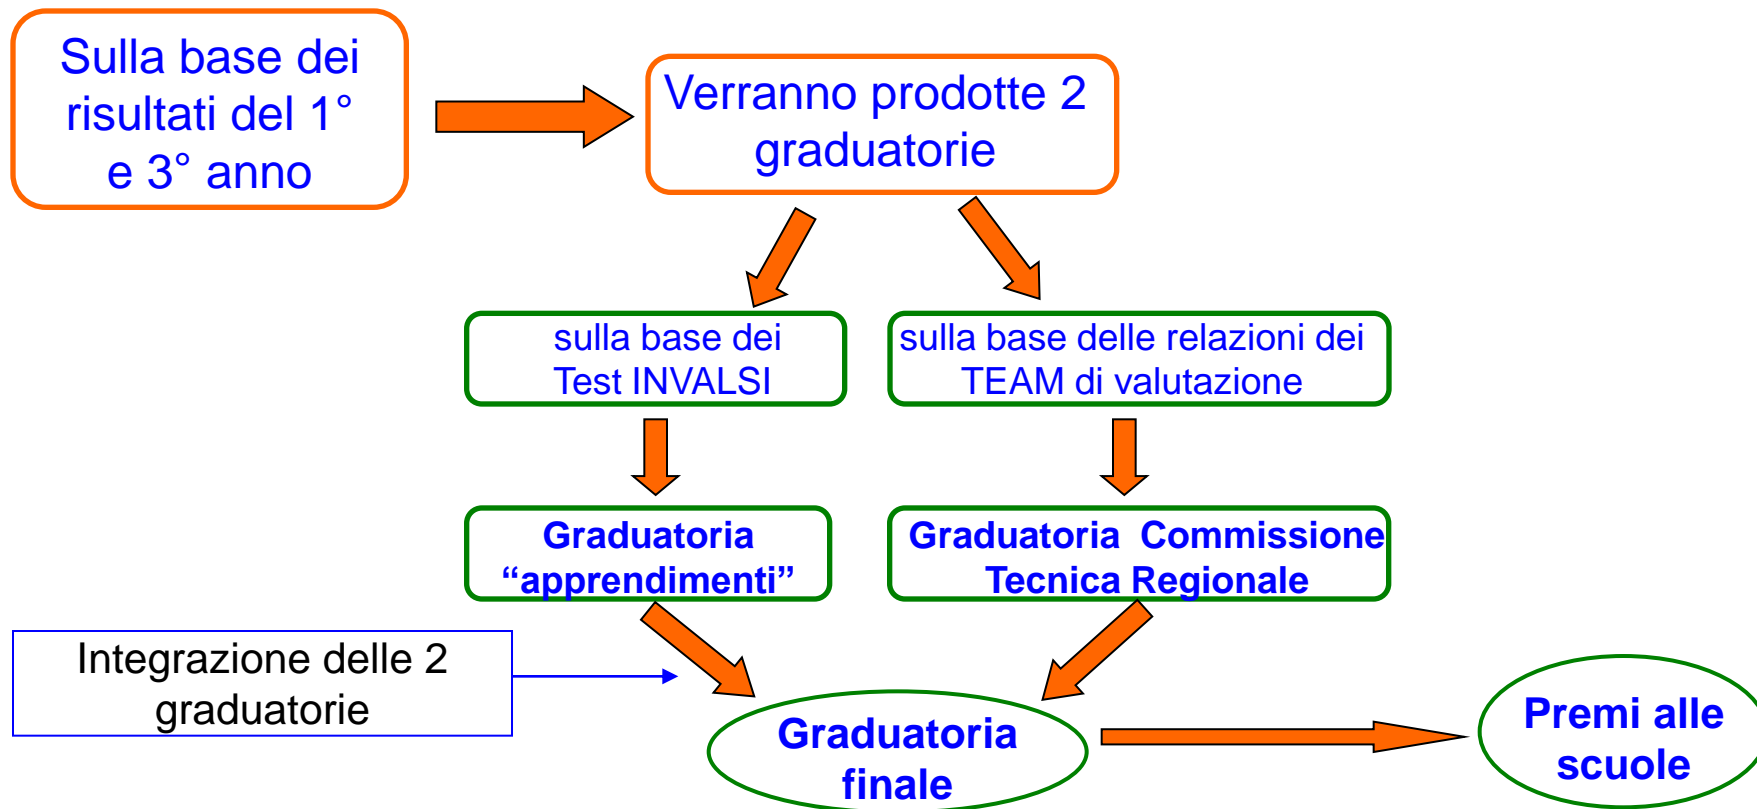 Sulla base dei
risultati del 1°
e 3° anno
Verranno prodotte 2
graduatorie
sulla base dei
Test INVALSI
sulla base delle relazioni dei
TEAM di valutazione
Graduatoria
“apprendimenti”
Graduatoria Commissione
Tecnica Regionale
Integrazione delle 2
graduatorie
Graduatoria
finale
Premi alle
scuole